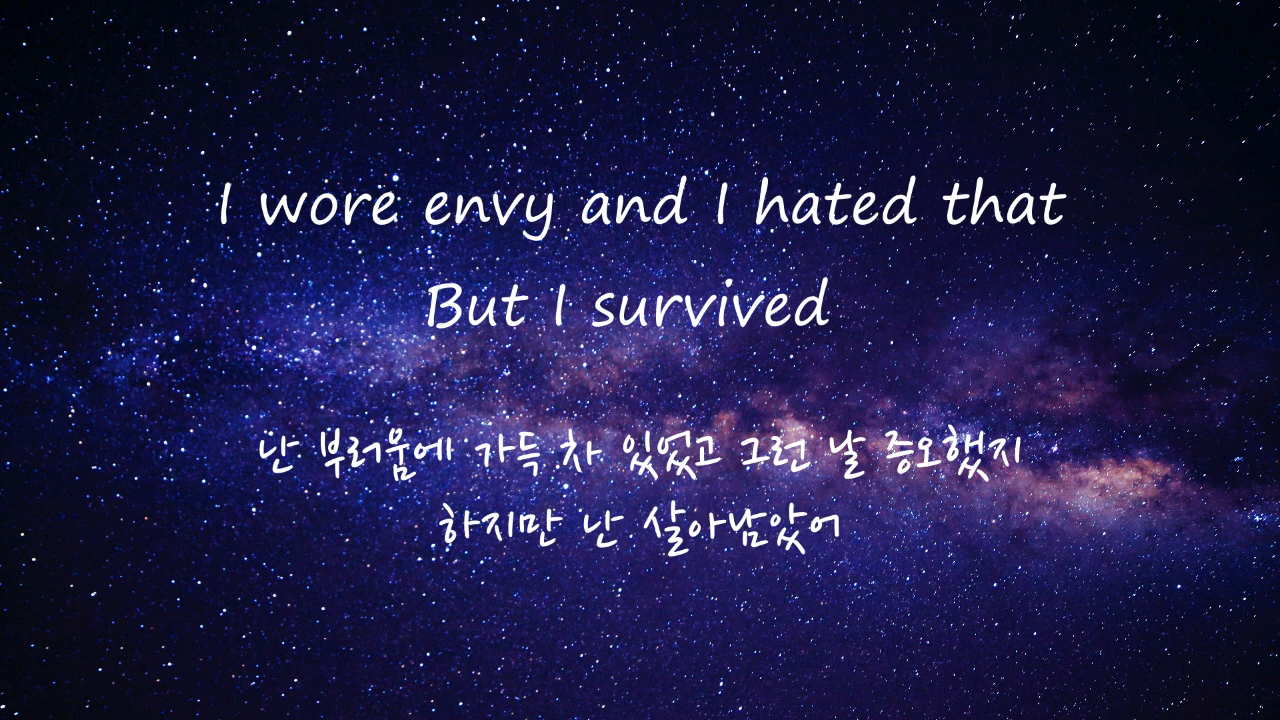 I wore envy and I hated that
But I survived
난 부러움에 가득 차 있었고 그런 날 증오했지
하지만 난 살아남았어